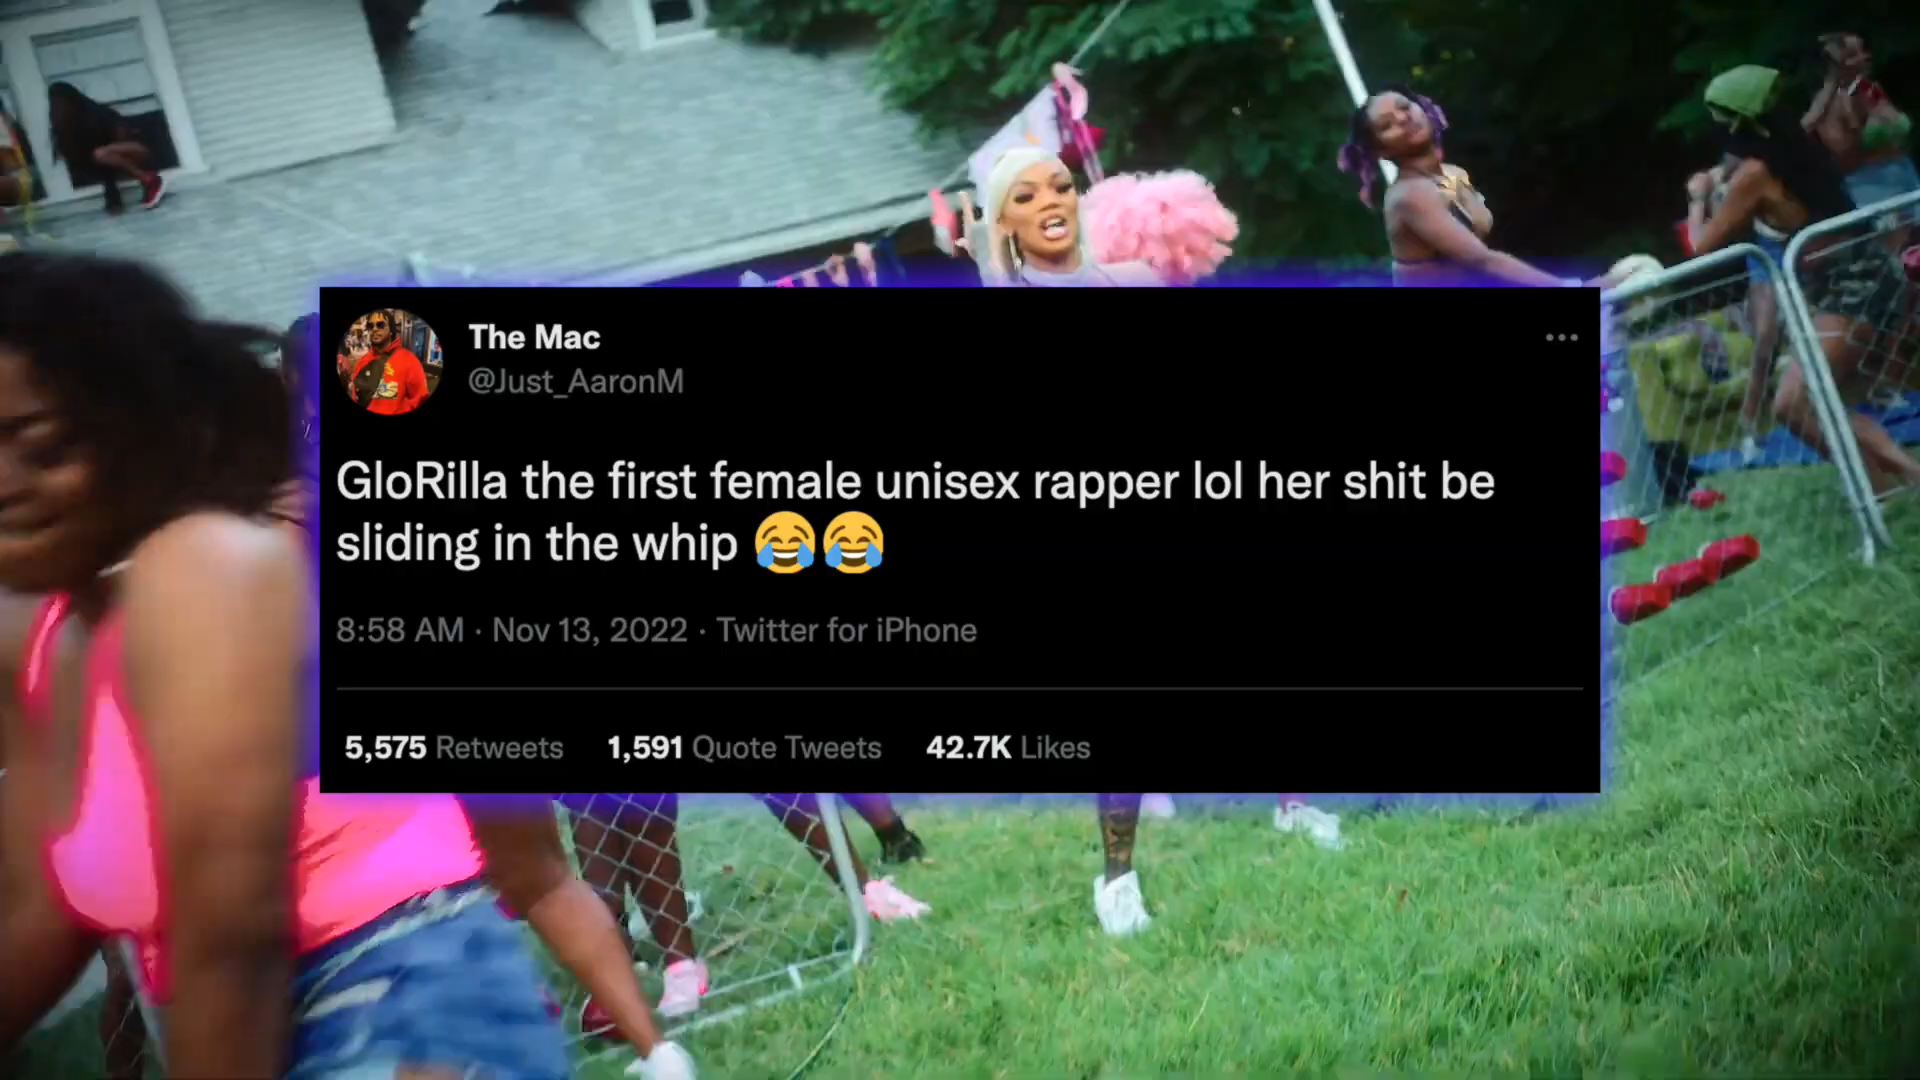 The Mac
@Just_AaronM
GloRilla the first female unisex rapper lol her shit be
sliding in the whip 😂😂
8:58 AM · Nov 13, 2022 · Twitter for iPhone
5,575 Retweets 1,591 Quote Tweets 42.7K Likes